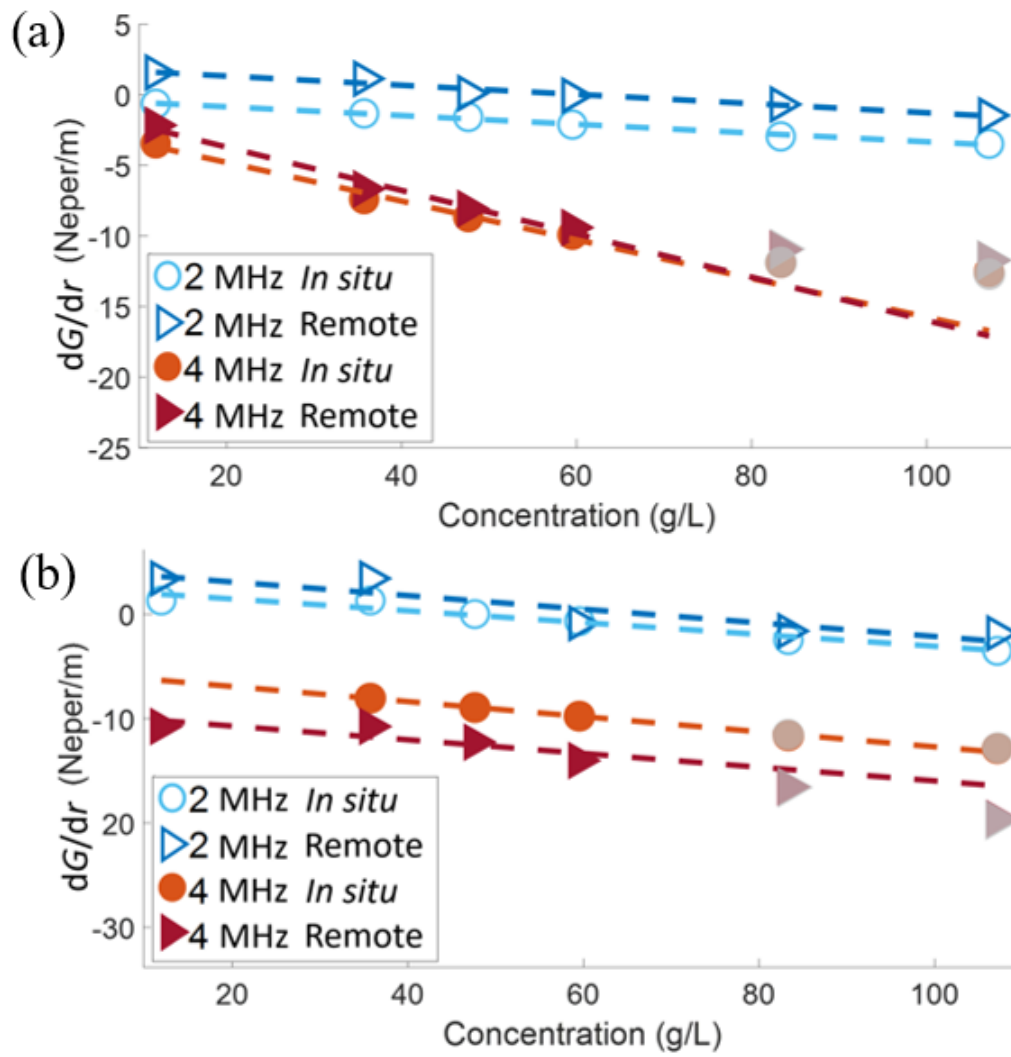 (a)
5
0
-5
-10
-15
-20
-25
dG/dr (Neper/m)
2 MHz In situ
2 MHz Remote
4 MHz In situ
4 MHz Remote
20 40 60 80 100
Concentration (g/L)
(b)
0
-10
20
-30
dG/dr (Neper/m)
2 MHz In situ
2 MHz Remote
4 MHz In situ
4 MHz Remote
20 40 60 80 100
Concentration (g/L)